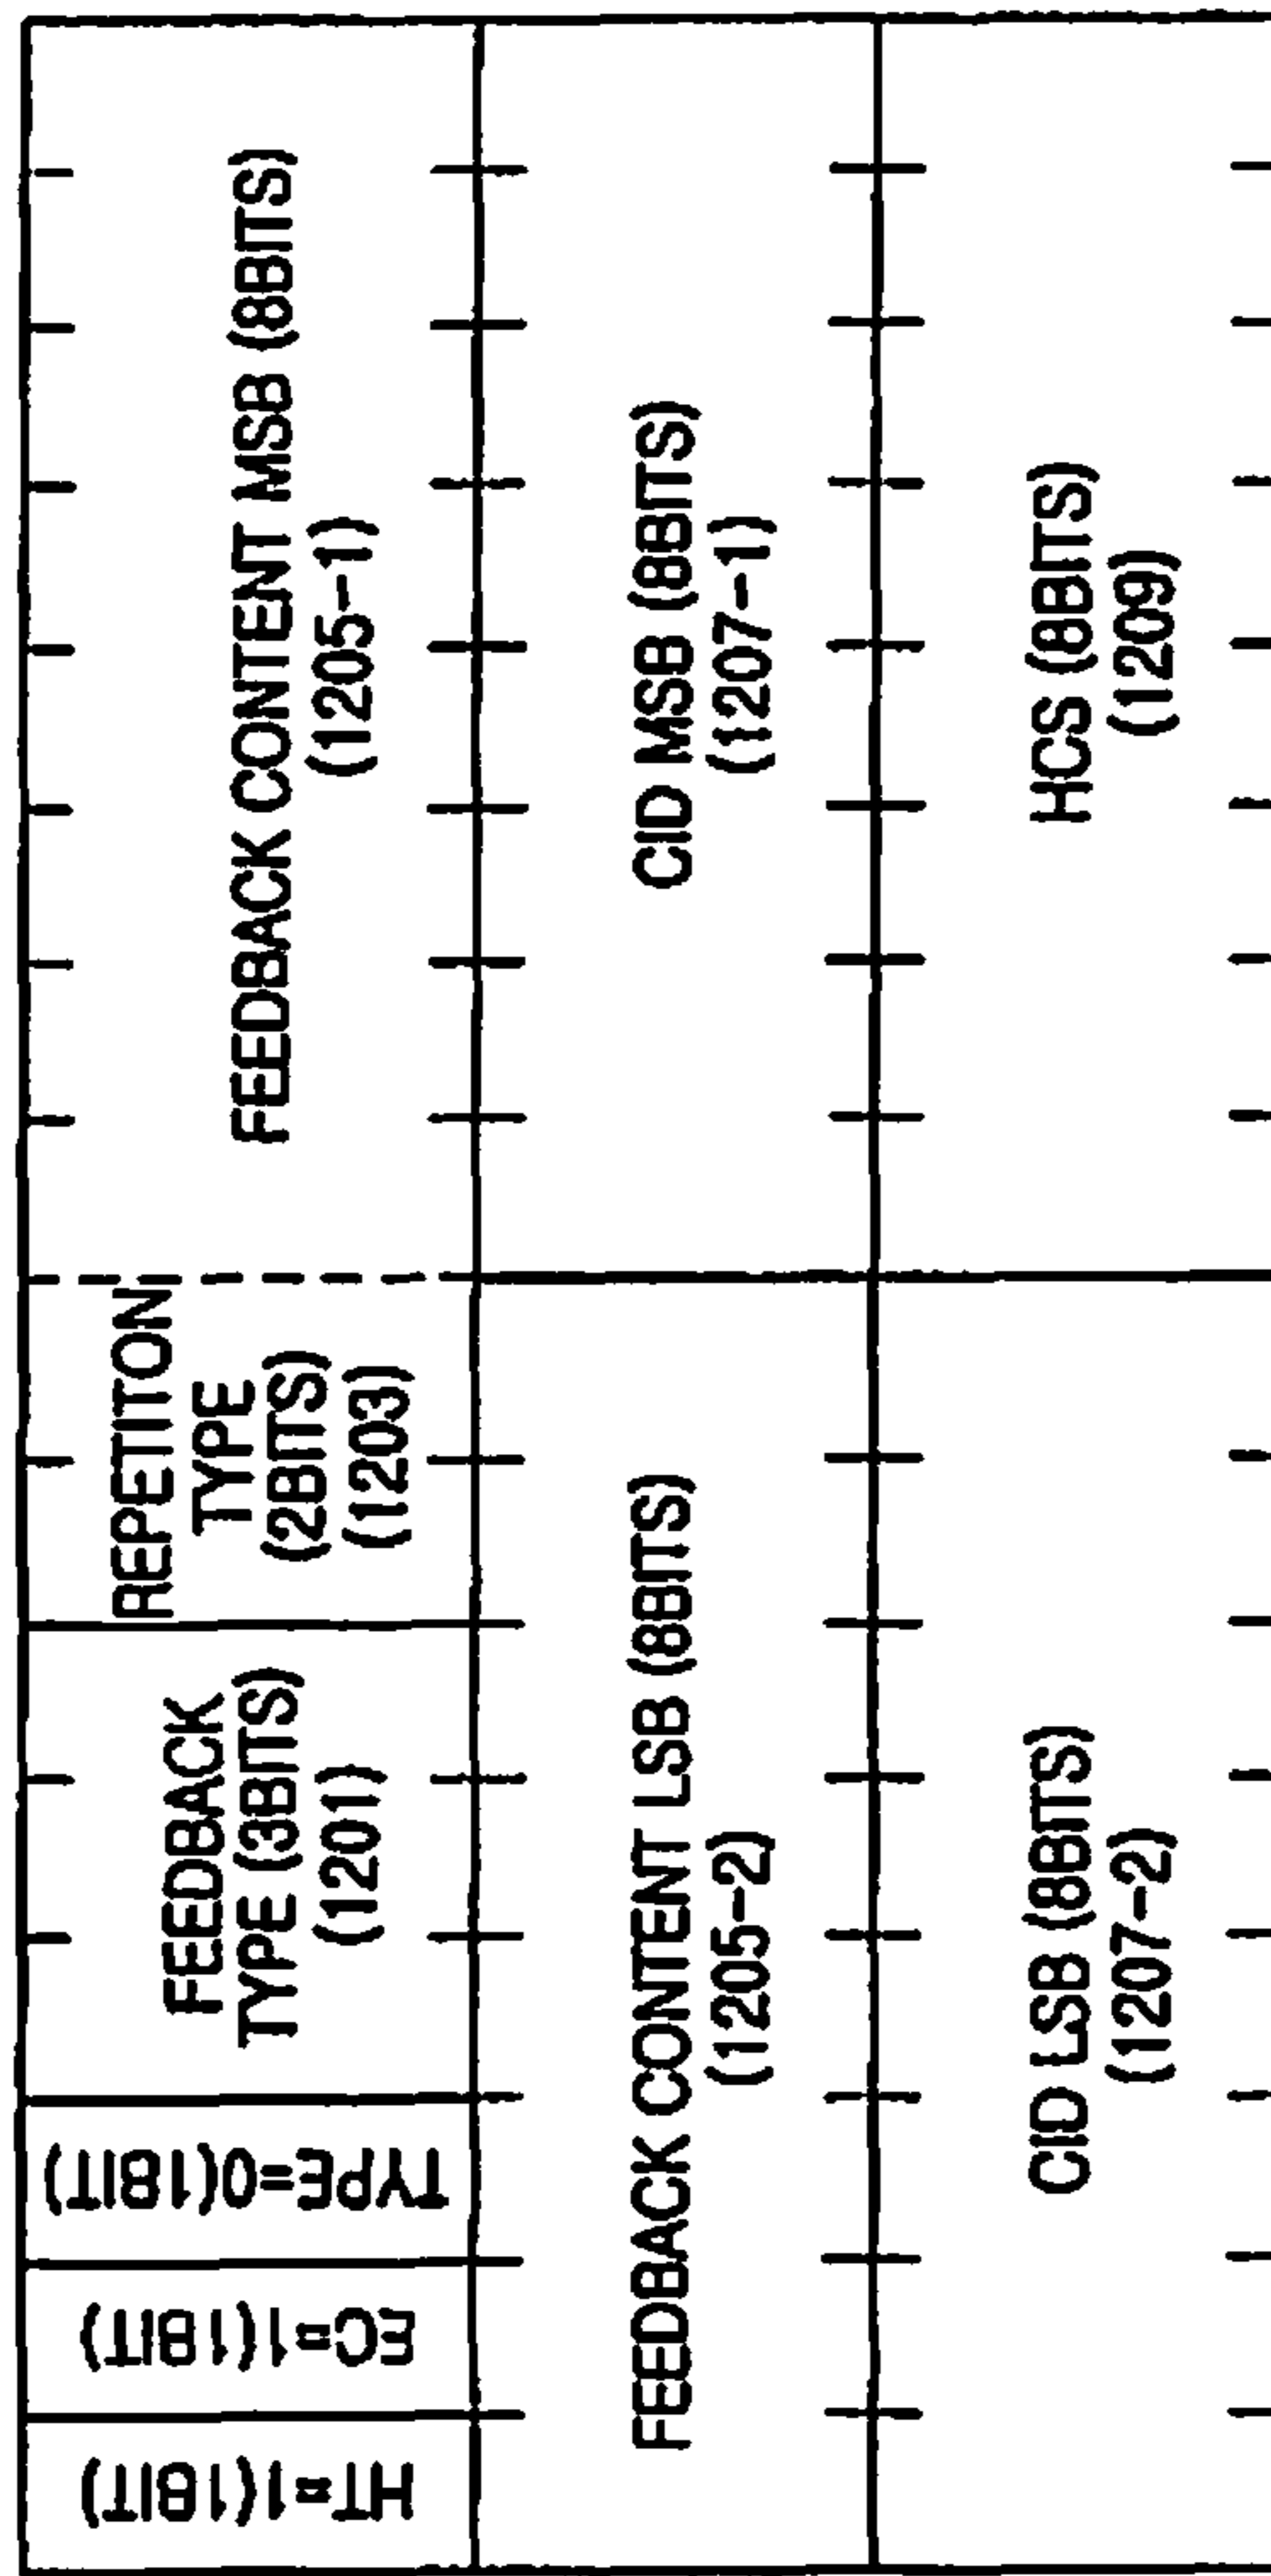 HT=1(1BIT)
EC=1(1BIT)
TYPE=0(1BIT)
FEEDBACK
TYPE (3BITS)
(1201)
REPETITON
TYPE
(2BITS)
(1203)
FEEDBACK CONTENT MSB (8BITS)
(1205-1)
FEEDBACK CONTENT LSB (8BITS)
(1205-2)
CID MSB (8BITS)
(1207-1)
CID LSB (8BITS)
(1207-2)
HCS (8BITS)
(1209)